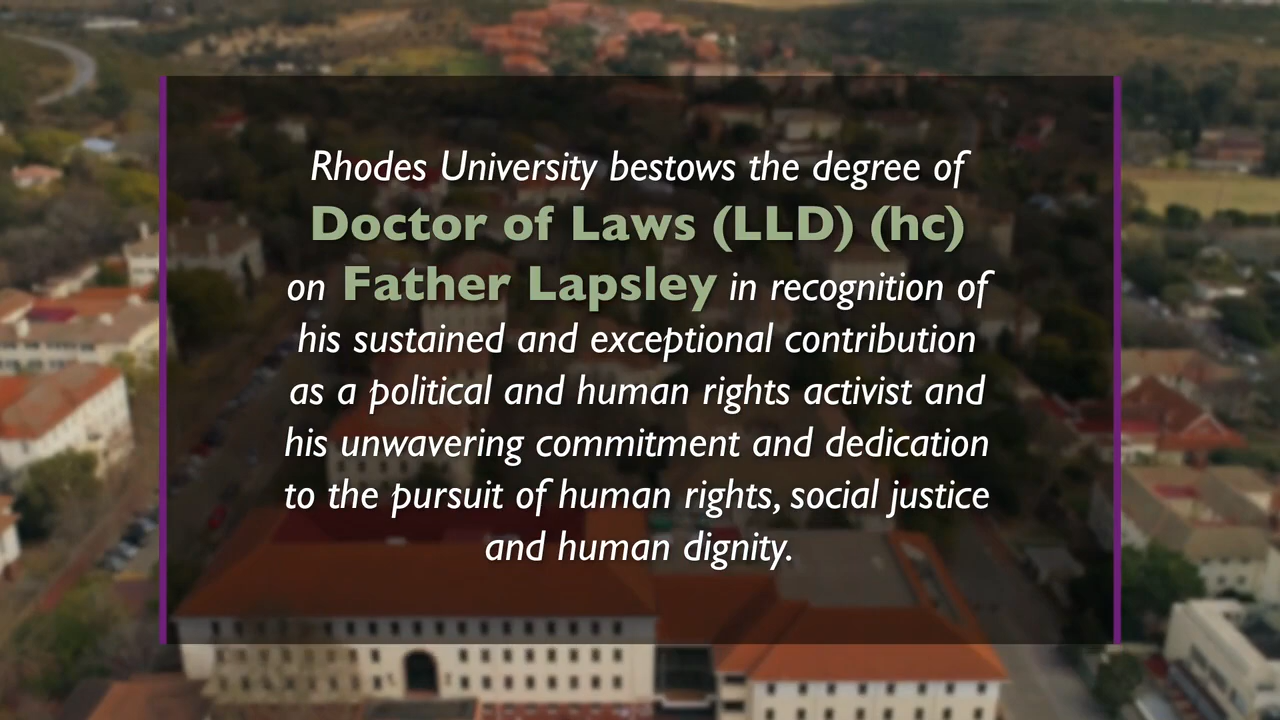 Rhodes University bestows the degree of
Doctor of Laws (LLD) (hc)
on Father Lapsley in recognition of
his sustained and exceptional contribution
as a political and human rights activist and
his unwavering commitment and dedication
to the pursuit of human rights, social justice
and human dignity.